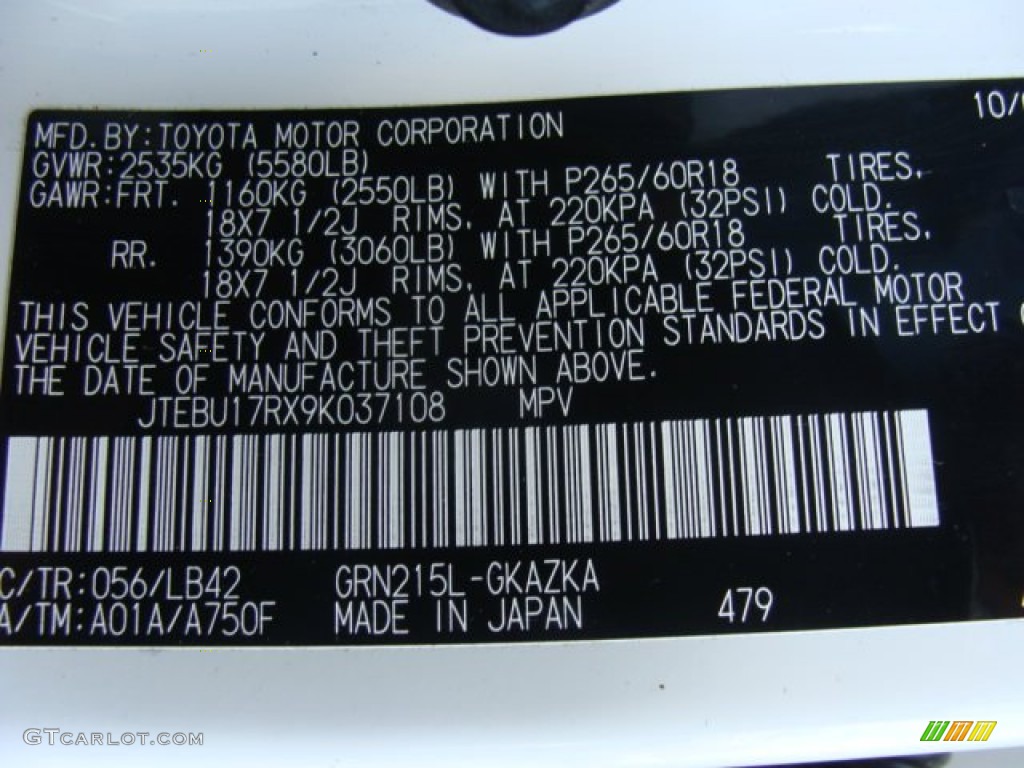 10/
MFD.BY:TOYOTA MOTOR CORPORATION
GVWR:2535KG (5580LB)
GAWR:FRT. 1160KG (2550LB) WITH P265/60R18 TIRES,
18X7 1/2J RIMS, AT 220KPA (32PSI) COLD.
RR. 1390KG (3060LB) WITH P265/60R18 TIRES,
18X7 1/2J RIMS, AT 220KPA (32PSI) COLD.
THIS VEHICLE CONFORMS TO ALL APPLICABLE FEDERAL MOTOR
VEHICLE SAFETY AND THEFT PREVENTION STANDARDS IN EFFECT
THE DATE OF MANUFACTURE SHOWN ABOVE.
JTEBU17RX9K037108 MPV
C/TR:056/LB42 GRN215L-GKAZKA
A/TM:A01A/A750F MADE IN JAPAN 479
GTCARLOT.COM